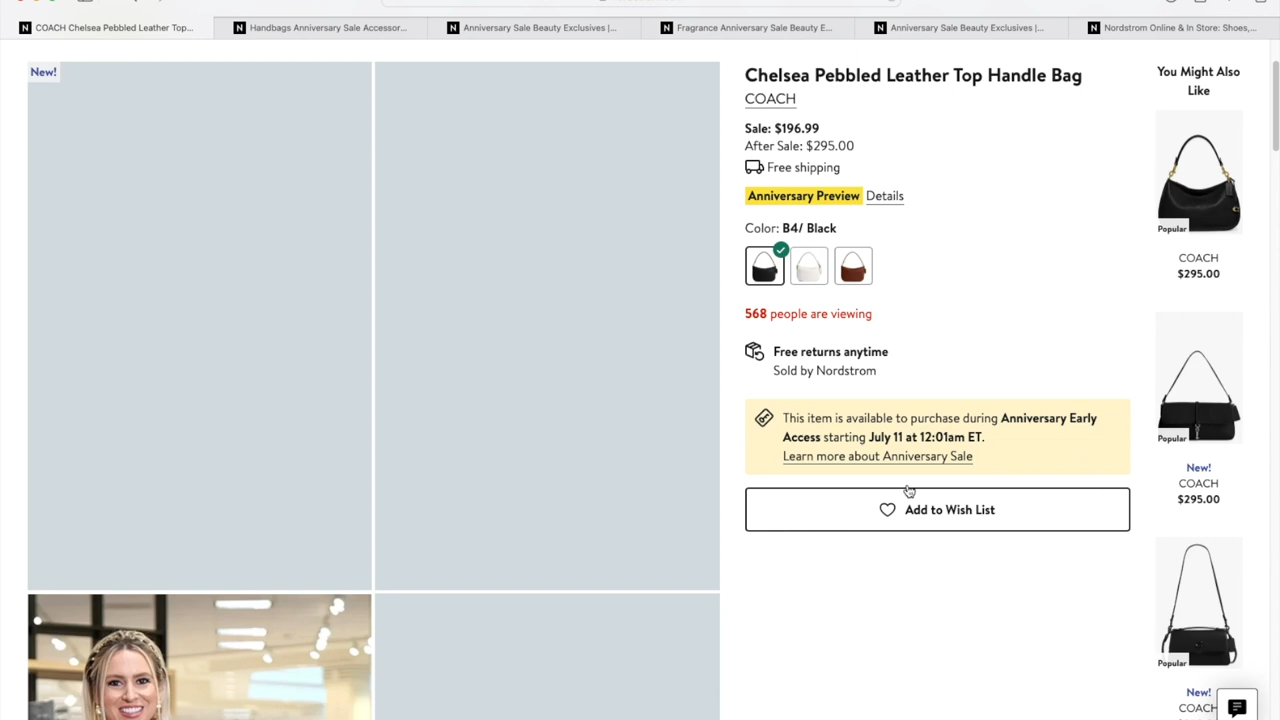 COACH Chelsea Pebbled Leather Top...
Handbags Anniversary Sale Accessor...
Anniversary Sale Beauty Exclusives |...
Fragrance Anniversary Sale Beauty E...
Anniversary Sale Beauty Exclusives |...
Nordstrom Online & In Store: Shoes,...
New!
Chelsea Pebbled Leather Top Handle Bag
COACH
Sale: $196.99
After Sale: $295.00
Free shipping
Anniversary Preview Details
Color: B4/ Black
568 people are viewing
Free returns anytime
Sold by Nordstrom
This item is available to purchase during Anniversary Early
Access starting July 11 at 12:01am ET.
Learn more about Anniversary Sale
Add to Wish List
You Might Also
Like
Popular
COACH
$295.00
Popular
New!
COACH
$295.00
Popular
New!
COACH